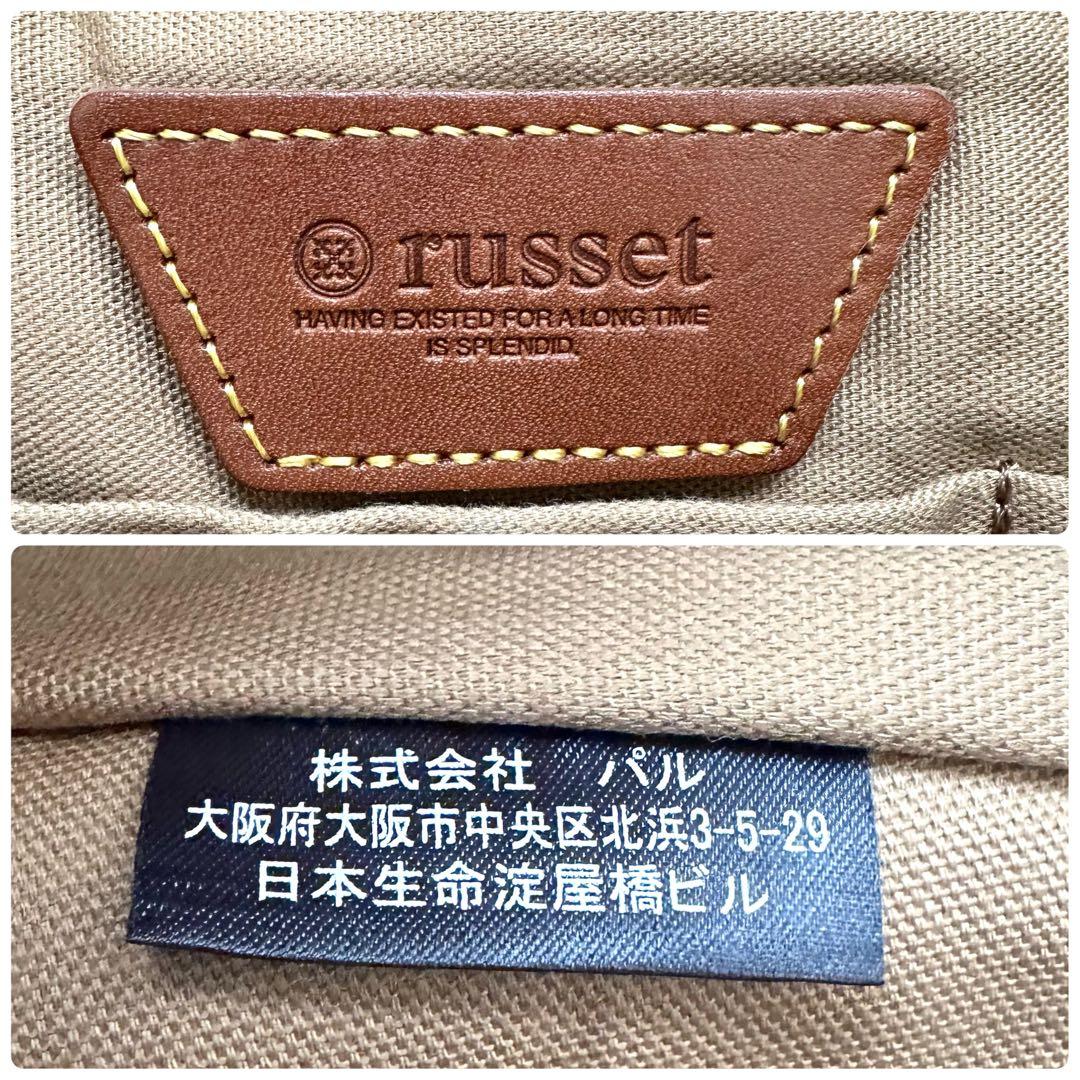 russet
HAVING EXISTED FOR A LONG TIME
IS SPLENDID.
株式会社　パル
大阪府大阪市中央区北浜3-5-29
日本生命淀屋橋ビル